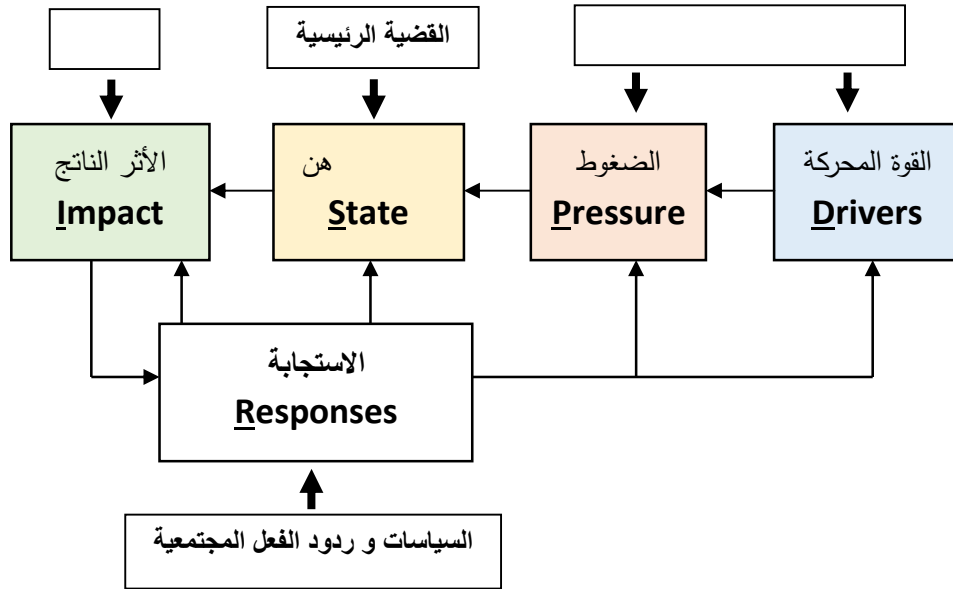 القضية الرئيسية
القوة المحركة
Drivers
الضغوط
Pressure
هن
State
الأثر الناتج
Impact
الاستجابة
Responses
السياسات و ردود الفعل المجتمعية